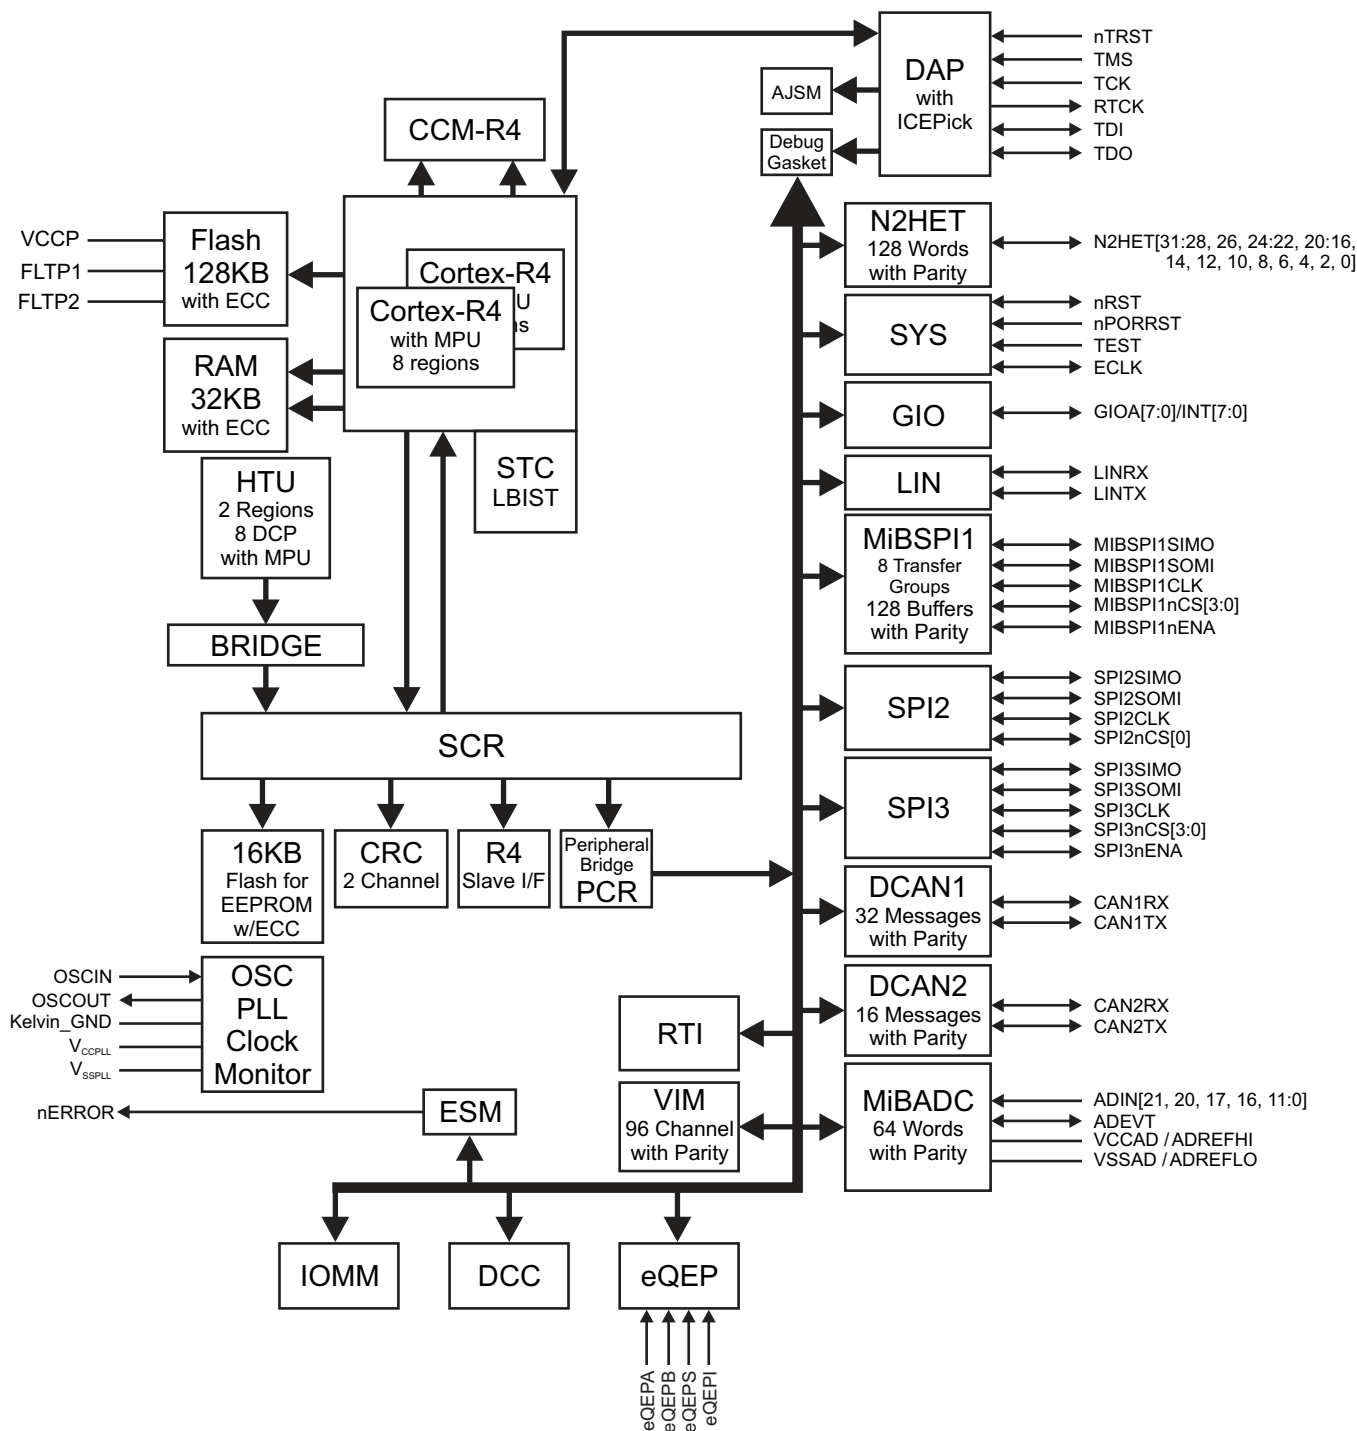 nTRST
TMS
TCK
RTCK
TDI
TDO
DAP
with
ICEPick
AJSM
Debug
Gasket
CCM-R4
VCCP
FLTP1
FLTP2
Flash
128KB
with ECC
Cortex-R4
U
ns
Cortex-R4
with MPU
8 regions
RAM
32KB
with ECC
STC
LBIST
HTU
2 Regions
8 DCP
with MPU
BRIDGE
SCR
16KB
Flash for
EEPROM
w/ECC
CRC
2 Channel
R4
Slave I/F
Peripheral
Bridge
PCR
OSCIN
OSCOUT
Kelvin_GND
VCCPLL
VSSPLL
OSC
PLL
Clock
Monitor
nERROR
ESM
RTI
VIM
96 Channel
with Parity
IOMM
DCC
eQEP
eQEPA
eQEPB
eQEPS
eQEPI
N2HET
128 Words
with Parity
N2HET[31:28, 26, 24:22, 20:16,
14, 12, 10, 8, 6, 4, 2, 0]
SYS
nRST
nPORRST
TEST
ECLK
GIO
GIOA[7:0]/INT[7:0]
LIN
LINRX
LINTX
MiBSPI1
8 Transfer
Groups
128 Buffers
with Parity
MIBSPI1SIMO
MIBSPI1SOMI
MIBSPI1CLK
MIBSPI1nCS[3:0]
MIBSPI1nENA
SPI2
SPI2SIMO
SPI2SOMI
SPI2CLK
SPI2nCS[0]
SPI3
SPI3SIMO
SPI3SOMI
SPI3CLK
SPI3nCS[3:0]
SPI3nENA
DCAN1
32 Messages
with Parity
CAN1RX
CAN1TX
DCAN2
16 Messages
with Parity
CAN2RX
CAN2TX
MiBADC
64 Words
with Parity
ADIN[21, 20, 17, 16, 11:0]
ADEVT
VCCAD / ADREFHI
VSSAD / ADREFLO